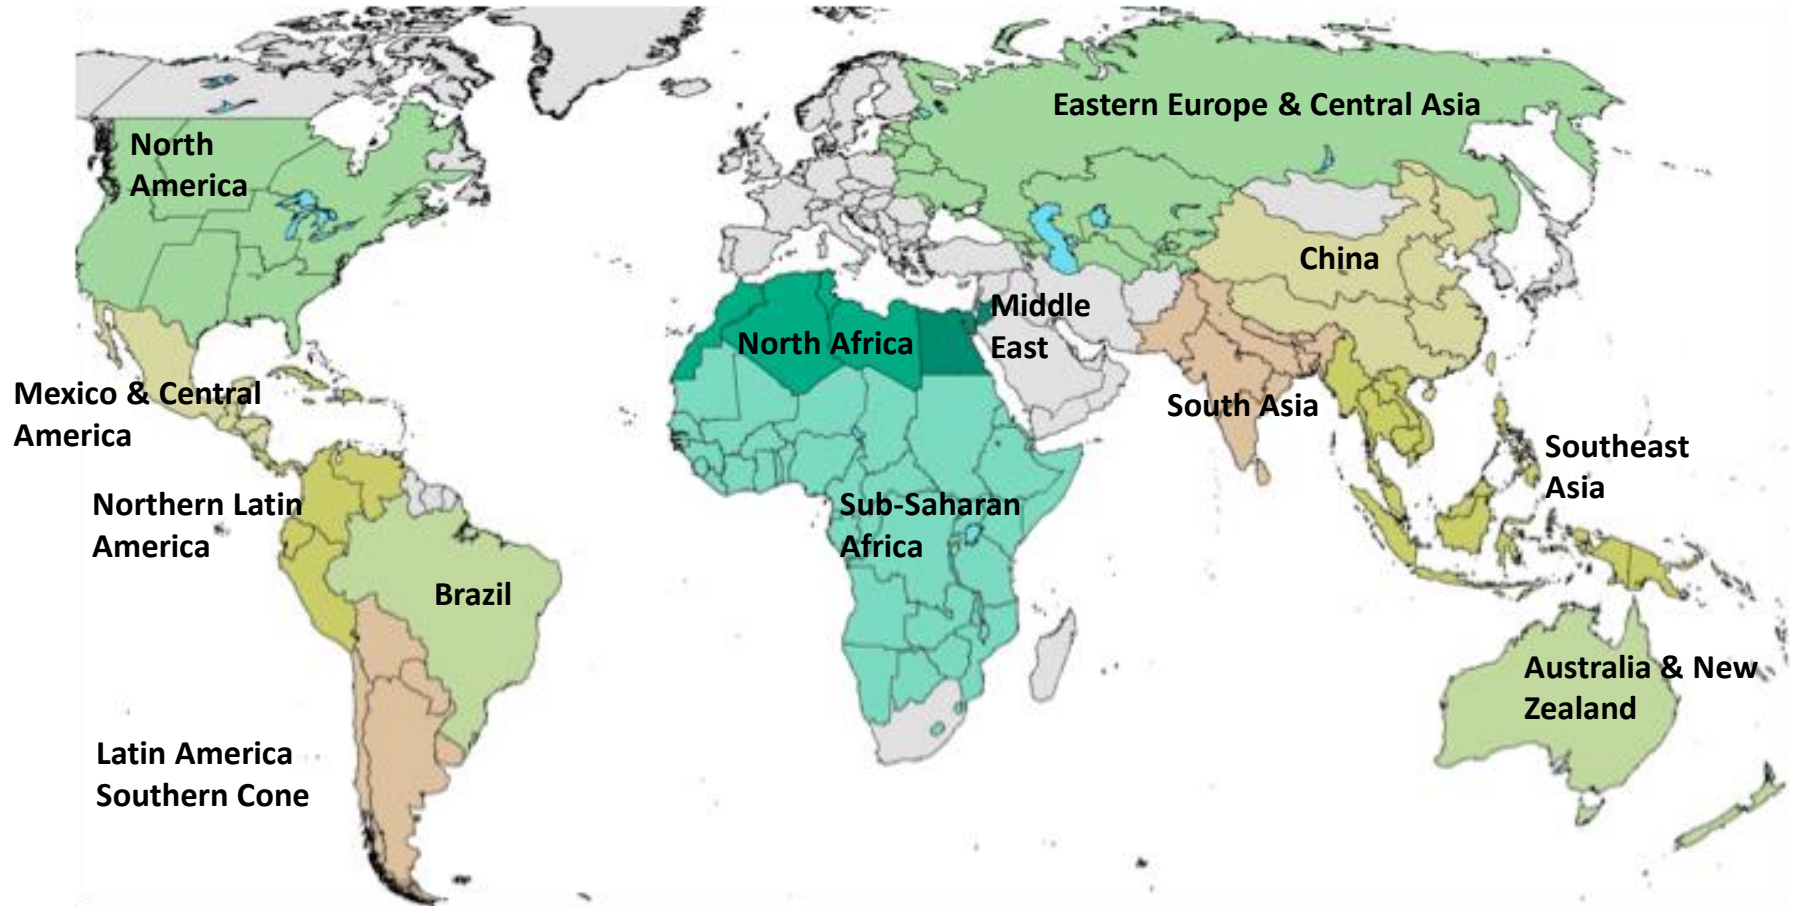 Eastern Europe & Central Asia
North
America
China
Middle
East
North Africa
Mexico & Central
America
South Asia
Southeast
Asia
Northern Latin
America
Sub-Saharan
Africa
Brazil
Australia & New
Zealand
Latin America
Southern Cone